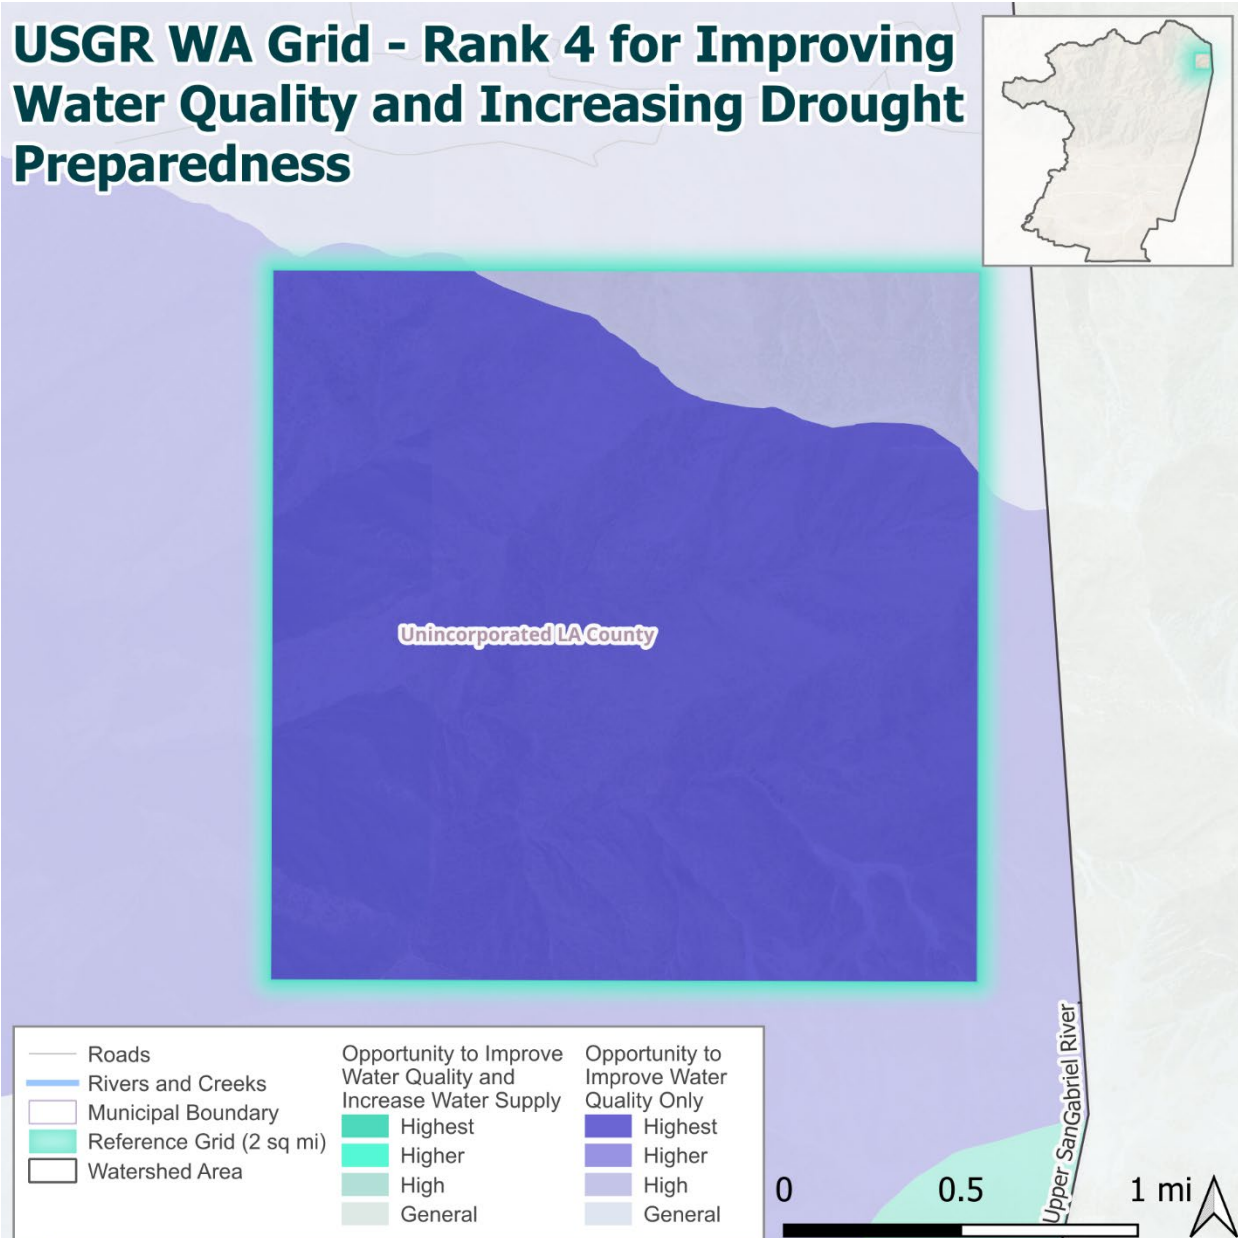 USGR WA Grid - Rank 4 for Improving
Water Quality and Increasing Drought
Preparedness
Unincorporated LA County
Upper SanGabriel River
Roads
Rivers and Creeks
Municipal Boundary
Reference Grid (2 sq mi)
Watershed Area
Opportunity to Improve
Water Quality and
Increase Water Supply
Highest
Higher
High
General
Opportunity to
Improve Water
Quality Only
Highest
Higher
High
General
0 0.5 1 mi